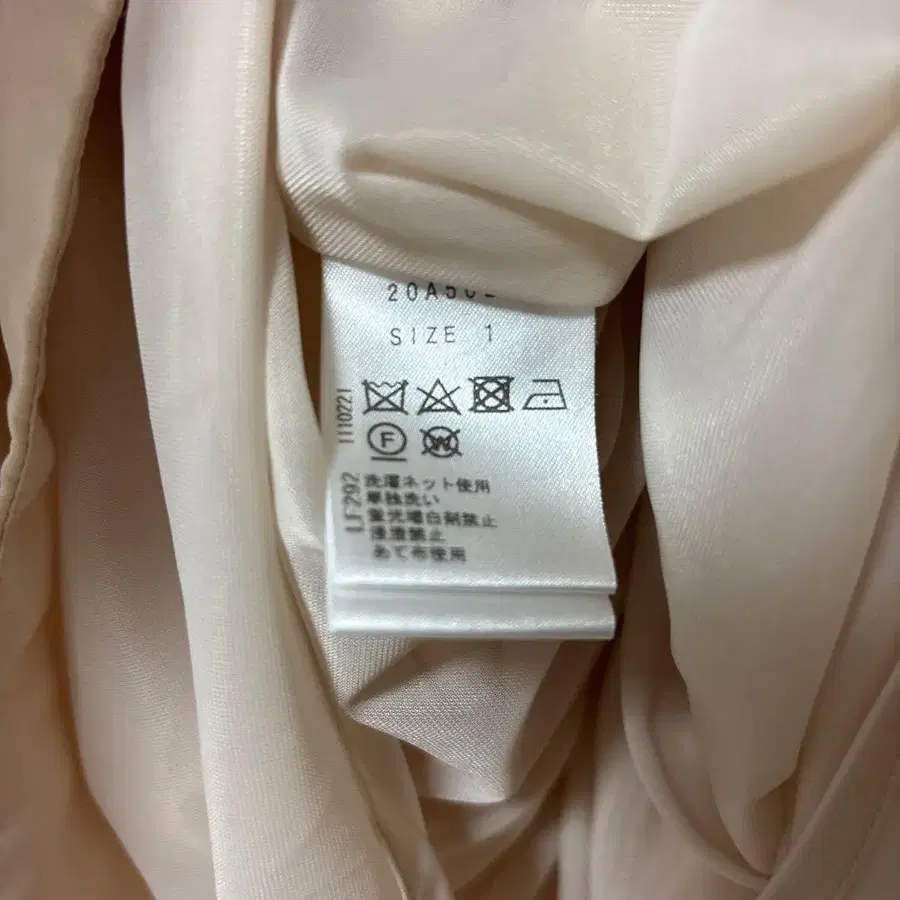 SIZE 1
F
W
1110221
LF292
洗濯ネット使用
単独洗い
蛍光増白剤禁止
浸漬禁止
あて布使用